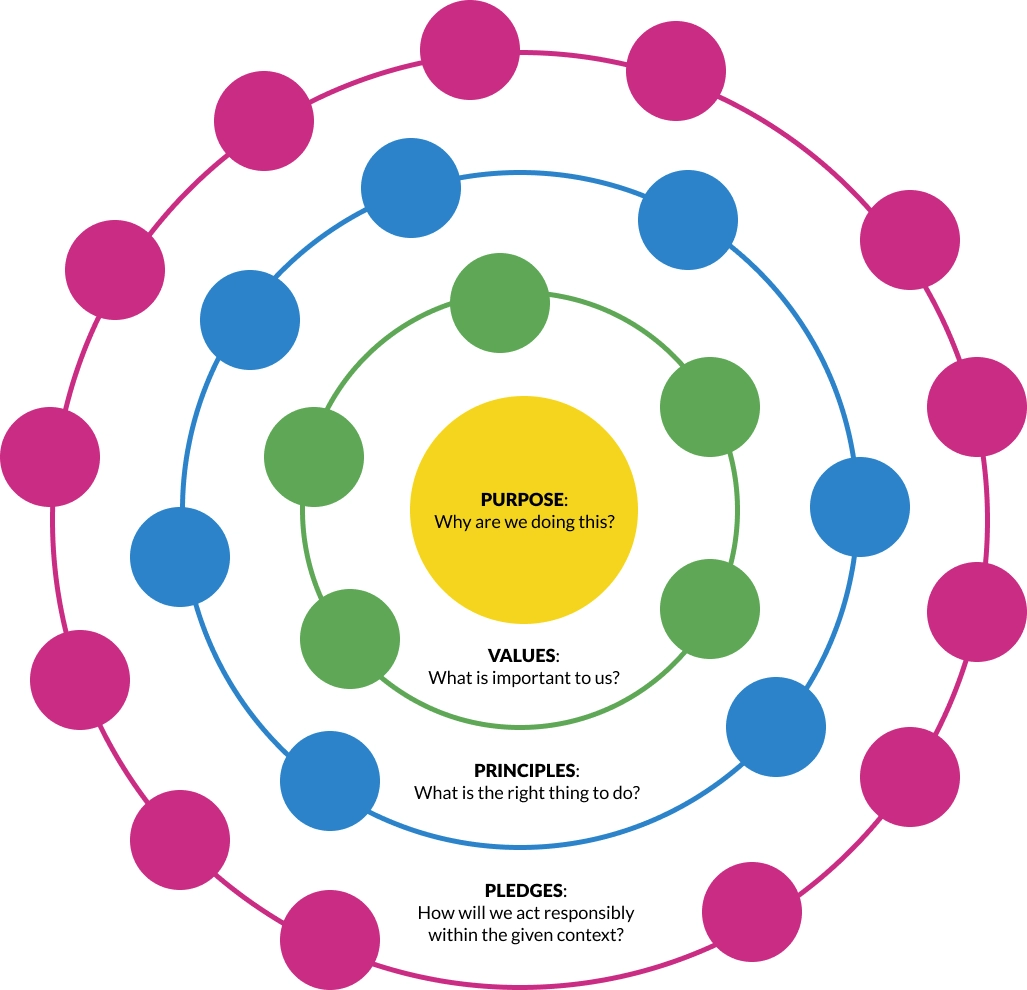 PURPOSE:
Why are we doing this?
VALUES:
What is important to us?
PRINCIPLES:
What is the right thing to do?
PLEDGES:
How will we act responsibly
within the given context?